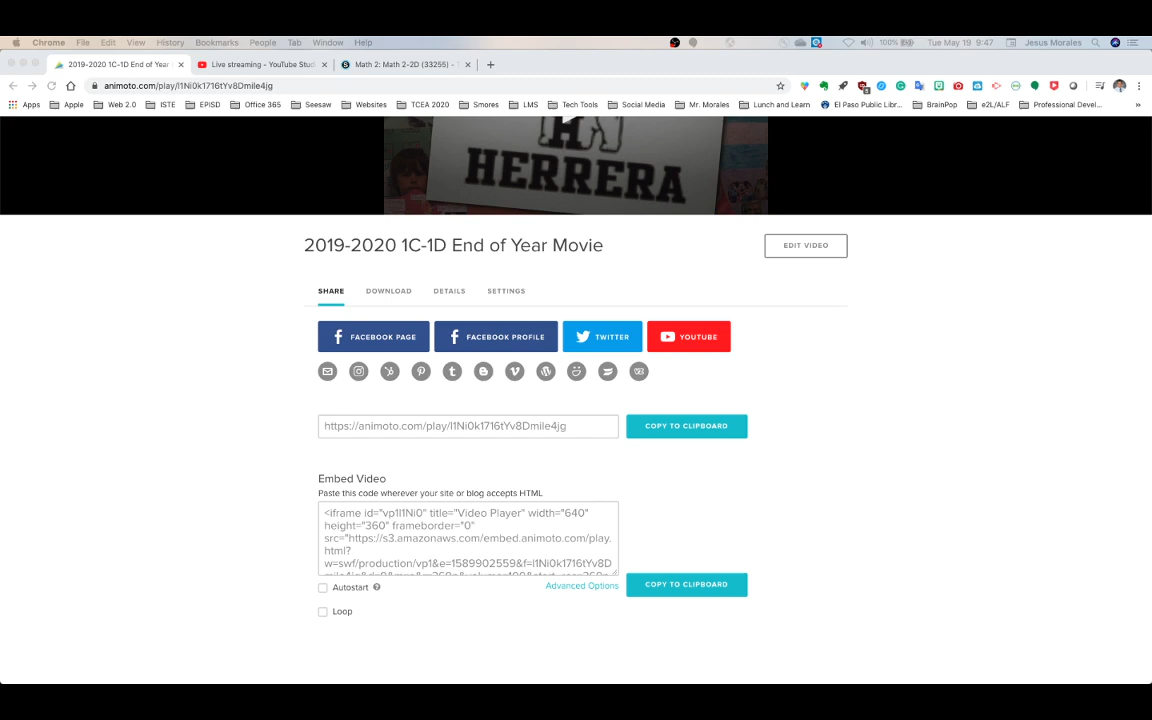 Chrome File Edit View History Bookmarks People Tab Window Help 100% Tue May 19 9:47 Jesus Morales
2019-2020 1C-1D End of Year Live streaming - YouTube Stud Math 2: Math 2-2D (33255) - T
animoto.com/play/l1Ni0k1716tYv8Dmile4jg
Apps Apple Web 2.0 ISTE EPISD Office 365 Seesaw Websites TCEA 2020 Smores LMS Tech Tools Social Media Mr. Morales Lunch and Learn El Paso Public Libr... BrainPop e2L/ALF Professional Devel... »
HERRERA
2019-2020 1C-1D End of Year Movie
EDIT VIDEO
SHARE DOWNLOAD DETAILS SETTINGS
FACEBOOK PAGE FACEBOOK PROFILE TWITTER YOUTUBE
https://animoto.com/play/l1Ni0k1716tYv8Dmile4jg COPY TO CLIPBOARD
Embed Video
Paste this code wherever your site or blog accepts HTML
<iframe id="vp1l1Ni0" title="Video Player" width="640"
height="360" frameborder="0"
src="https://s3.amazonaws.com/embed.animoto.com/play.
html?
w=swf/production/vp1&e=1589902559&f=l1Ni0k1716tYv8D
Autostart Advanced Options COPY TO CLIPBOARD
Loop